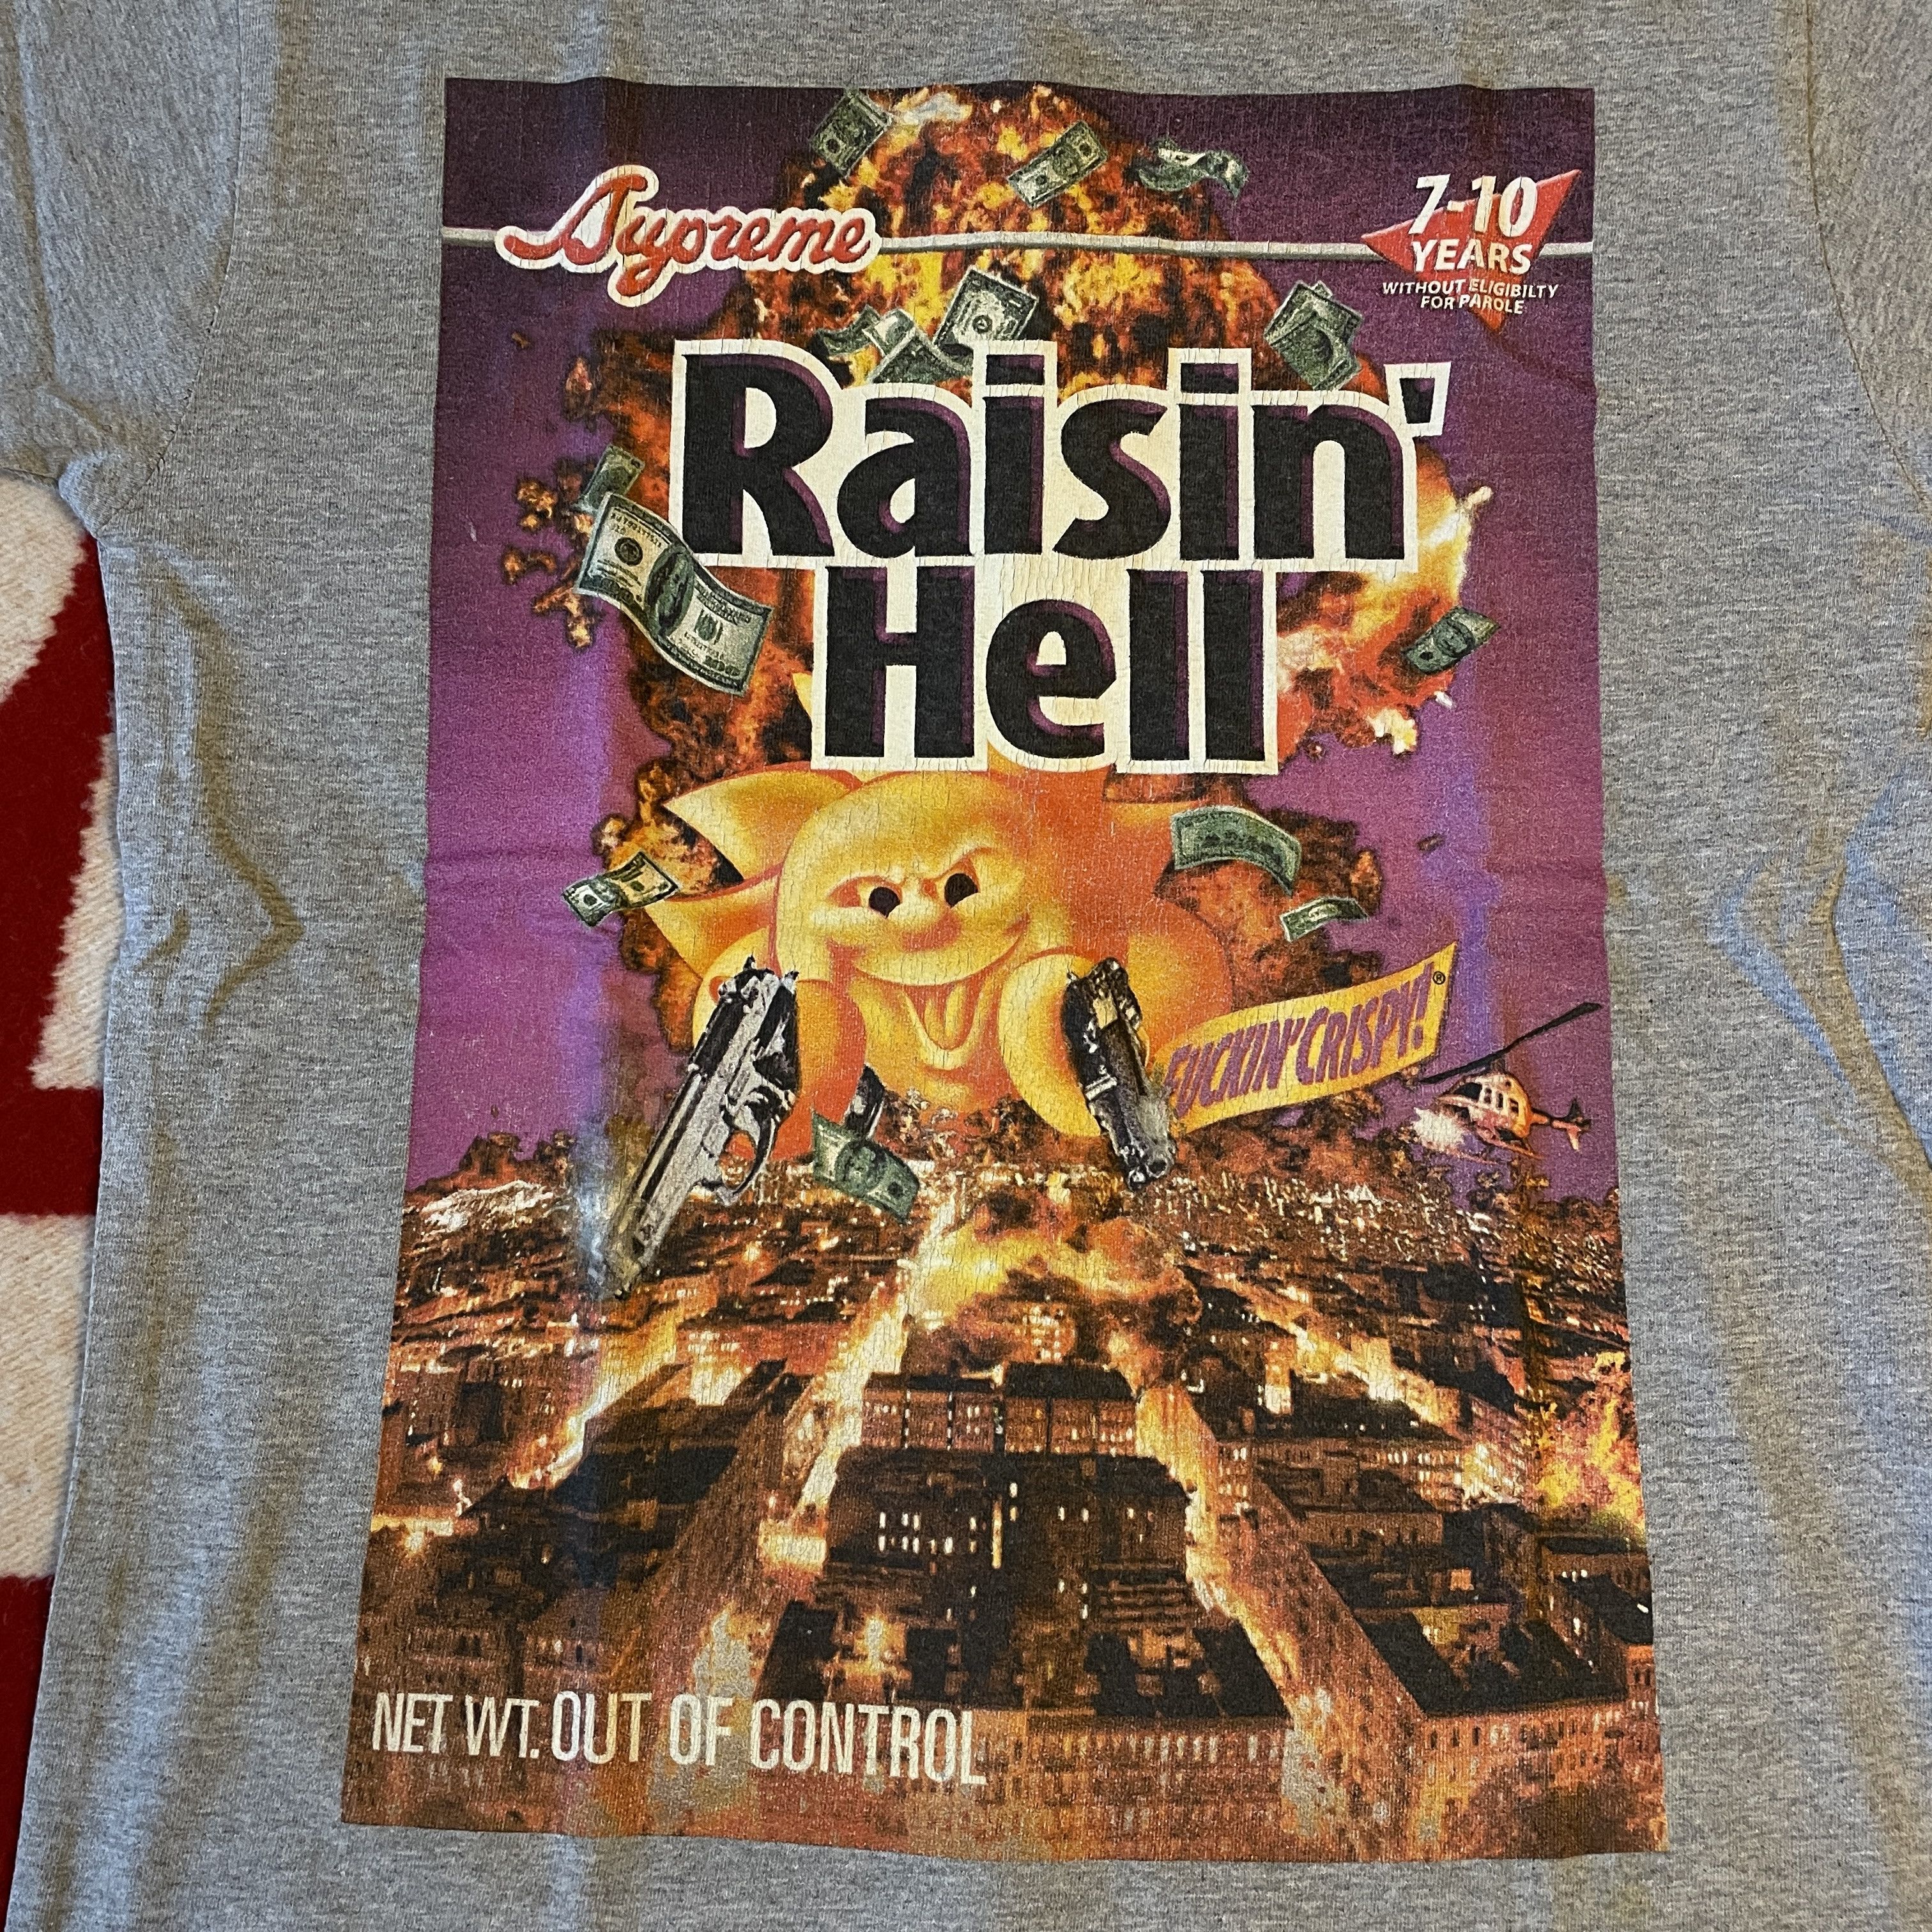 Supreme
7-10
YEARS
WITHOUT ELIGIBILTY
FOR PAROLE
Raisin'
Hell
FUCKIN' CRISPY!®
NET WT. OUT OF CONTROL